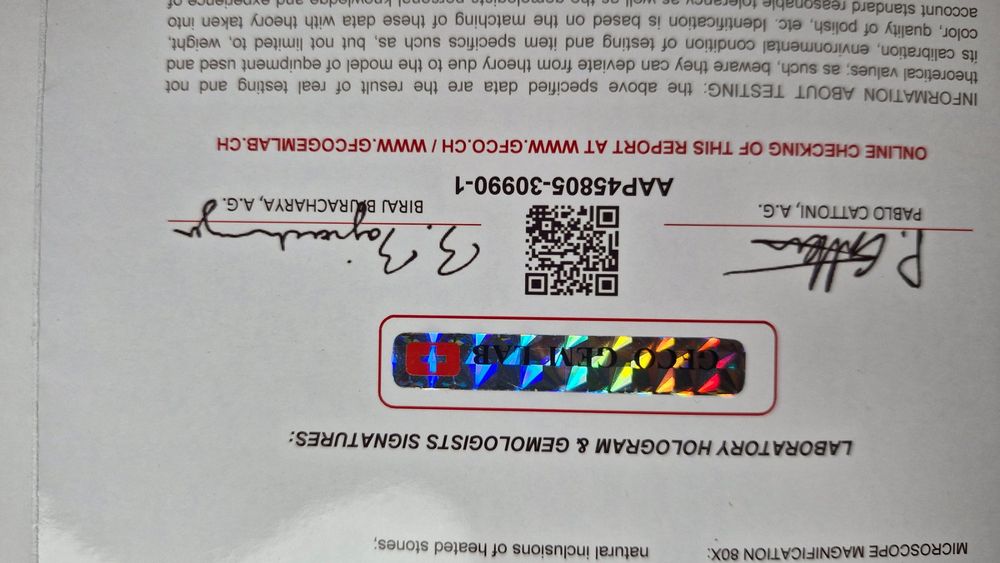 MICROSCOPE MAGNIFICATION 80X: natural inclusions of heated stones;
LABORATORY HOLOGRAM & GEMOLOGISTS SIGNATURES:
GFCO GEM LAB
P. Cattoni
B. Bajracharya
PABLO CATTONI, A.G.
BIRAJ BAJRACHARYA, A.G.
AAP45805-30990-1
ONLINE CHECKING OF THIS REPORT AT WWW.GFCO.CH / WWW.GFCOGEMLAB.CH
INFORMATION ABOUT TESTING: the above specified data are the result of real testing and not
theoretical values; as such, beware they can deviate from theory due to the model of equipment used and
its calibration, environmental condition of testing and item specifics such as, but not limited to, weight,
color, quality of polish, etc. Identification is based on the matching of these data with theory taken into
account standard reasonable tolerancy as well as the gemologists personal knowledge and experience of